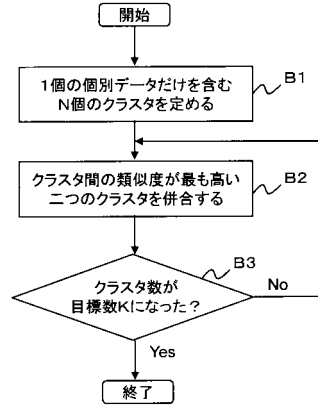 開始
1個の個別データだけを含む
N個のクラスタを定める
B1
クラスタ間の類似度が最も高い
二つのクラスタを併合する
B2
B3
クラスタ数が
目標数Kになった?
No
Yes
終了